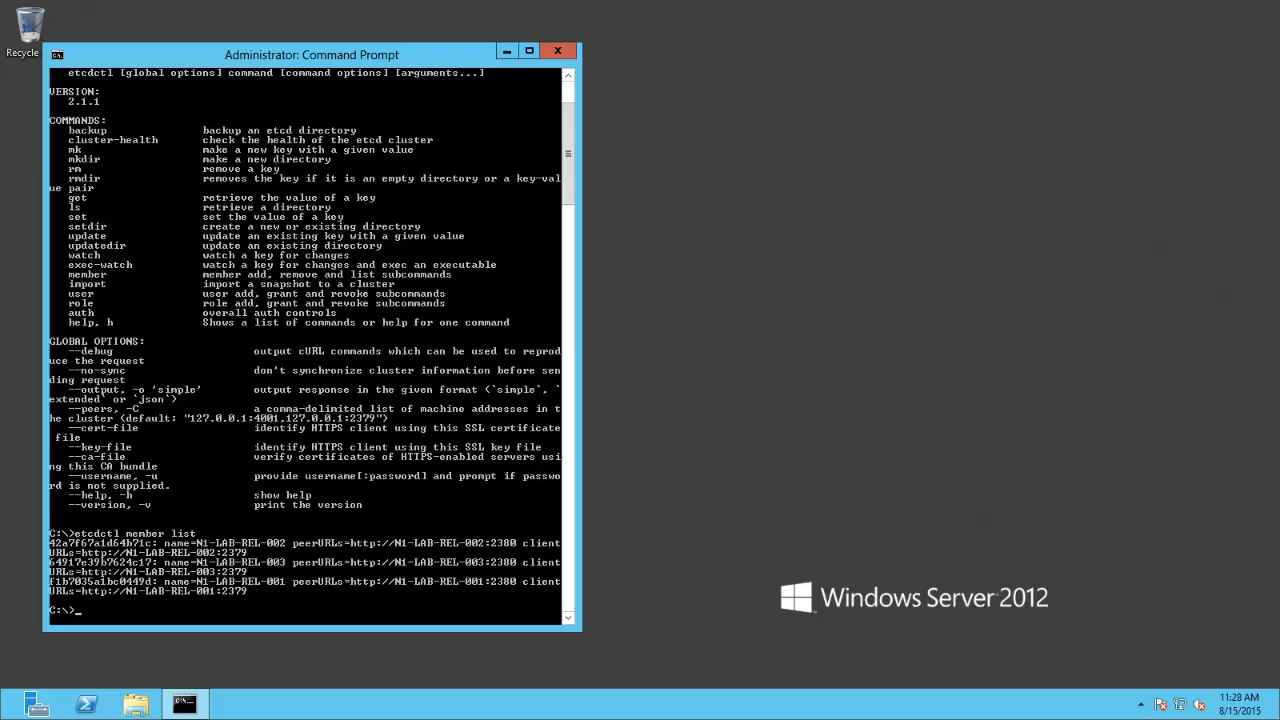 Recycle
Administrator: Command Prompt
etcdctl [global options] command [command options] [arguments...]
VERSION:
2.1.1
COMMANDS:
backup backup an etcd directory
cluster-health check the health of the etcd cluster
mk make a new key with a given value
mkdir make a new directory
rm remove a key
rmdir removes the key if it is an empty directory or a key-val
ue pair
get retrieve the value of a key
ls retrieve a directory
set set the value of a key
setdir create a new or existing directory
update update an existing key with a given value
updatedir update an existing directory
watch watch a key for changes
exec-watch watch a key for changes and exec an executable
member member add, remove and list subcommands
import import a snapshot to a cluster
user user add, grant and revoke subcommands
role role add, grant and revoke subcommands
auth overall auth controls
help, h Shows a list of commands or help for one command
GLOBAL OPTIONS:
--debug output cURL commands which can be used to reprod
uce the request
--no-sync don't synchronize cluster information before sen
ding request
--output, -o 'simple' output response in the given format (`simple`, `
extended` or `json`)
--peers, -C a comma-delimited list of machine addresses in t
he cluster (default: "127.0.0.1:4001,127.0.0.1:2379")
--cert-file identify HTTPS client using this SSL certificate
file
--key-file identify HTTPS client using this SSL key file
--ca-file verify certificates of HTTPS-enabled servers usi
ng this CA bundle
--username, -u provide username[:password] and prompt if passwo
rd is not supplied.
--help, -h show help
--version, -v print the version
C:\>etcdctl member list
42a7f67a1d64b71c: name=N1-LAB-REL-002 peerURLs=http://N1-LAB-REL-002:2380 client
URLs=http://N1-LAB-REL-002:2379
64917e39b7624c17: name=N1-LAB-REL-003 peerURLs=http://N1-LAB-REL-003:2380 client
URLs=http://N1-LAB-REL-003:2379
f1b7035a1bc0449d: name=N1-LAB-REL-001 peerURLs=http://N1-LAB-REL-001:2380 client
URLs=http://N1-LAB-REL-001:2379
C:\>_
Windows Server 2012
11:28 AM
8/15/2015